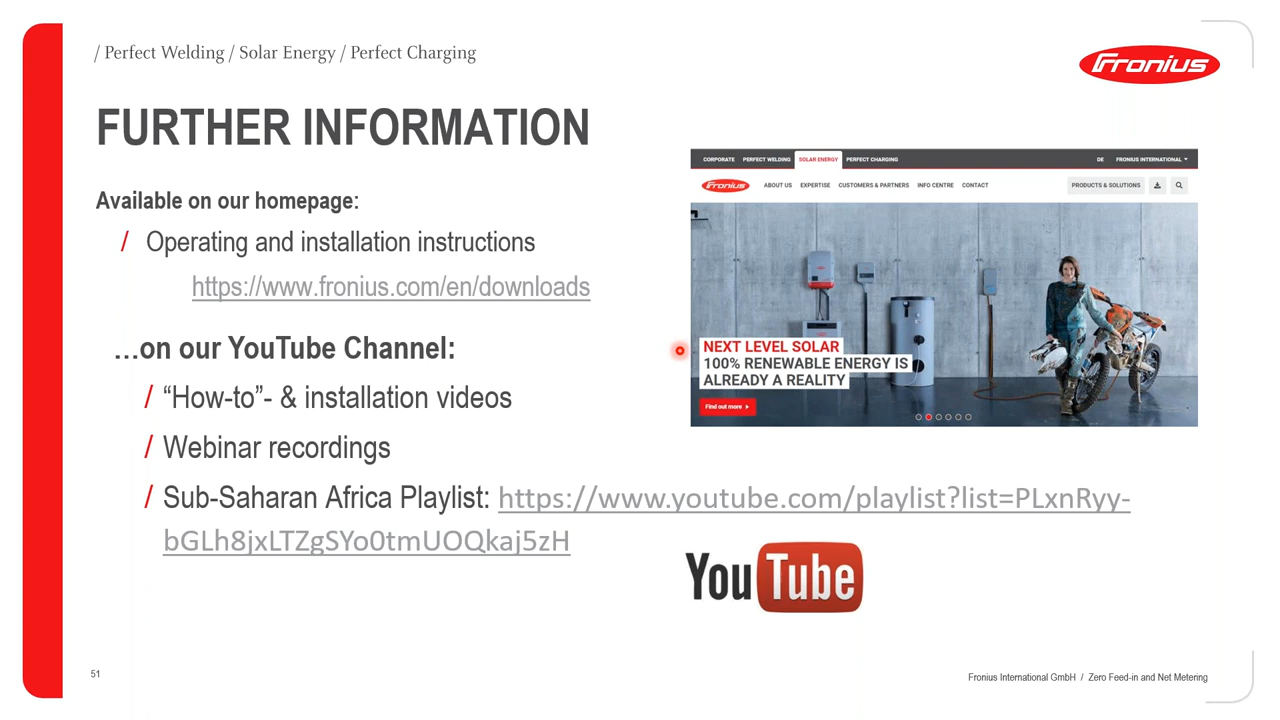 / Perfect Welding / Solar Energy / Perfect Charging
Fronius
FURTHER INFORMATION
Available on our homepage:
/ Operating and installation instructions
https://www.fronius.com/en/downloads
…on our YouTube Channel:
/ “How-to”- & installation videos
/ Webinar recordings
/ Sub-Saharan Africa Playlist: https://www.youtube.com/playlist?list=PLxnRyy-
bGLh8jxLTZgSYo0tmUOQkaj5zH
CORPORATE PERFECT WELDING SOLAR ENERGY PERFECT CHARGING DE FRONIUS INTERNATIONAL
Fronius ABOUT US EXPERTISE CUSTOMERS & PARTNERS INFO CENTRE CONTACT PRODUCTS & SOLUTIONS
NEXT LEVEL SOLAR
100% RENEWABLE ENERGY IS
ALREADY A REALITY
Find out more
YouTube
51
Fronius International GmbH / Zero Feed-in and Net Metering